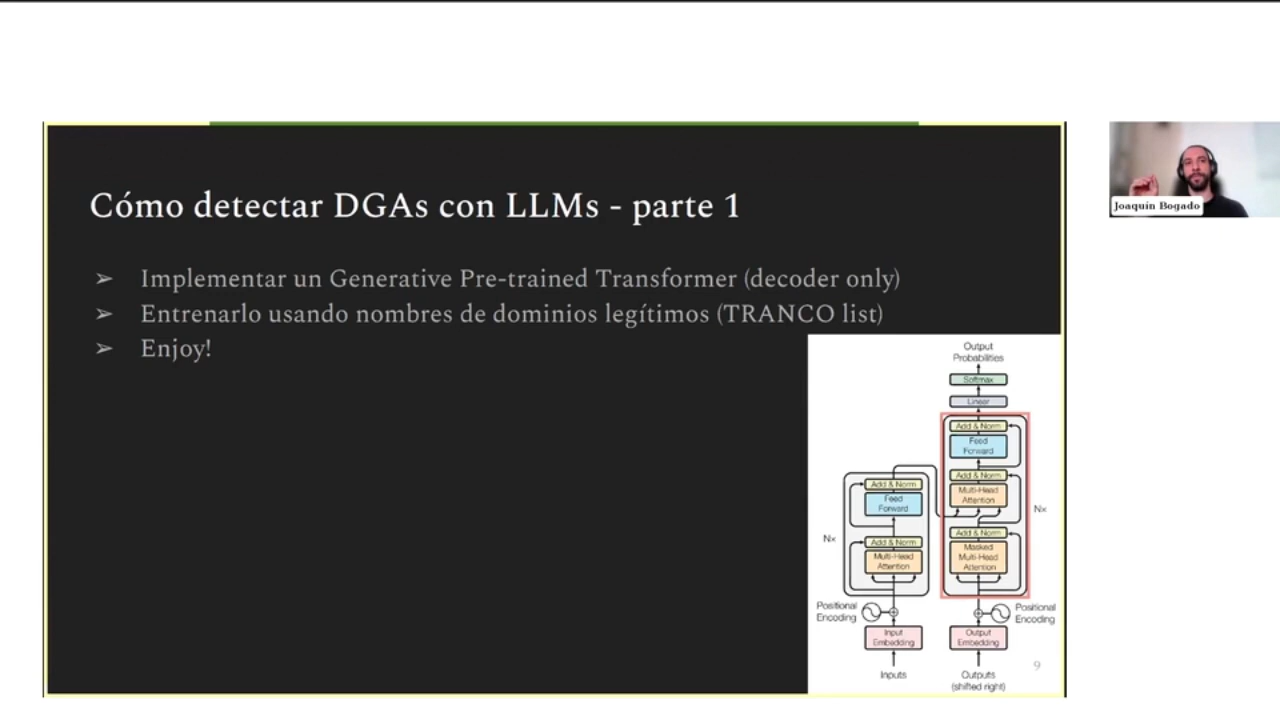 Cómo detectar DGAs con LLMs - parte 1
➢ Implementar un Generative Pre-trained Transformer (decoder only)
➢ Entrenarlo usando nombres de dominios legítimos (TRANCO list)
➢ Enjoy!
Joaquín Bogado
Output
Probabilities
Softmax
Linear
Add & Norm
Feed
Forward
Add & Norm
Multi-Head
Attention
Add & Norm
Masked
Multi-Head
Attention
Nx
Add & Norm
Feed
Forward
Add & Norm
Multi-Head
Attention
Nx
Positional
Encoding
Positional
Encoding
Input
Embedding
Output
Embedding
Inputs
Outputs
(shifted right)
9